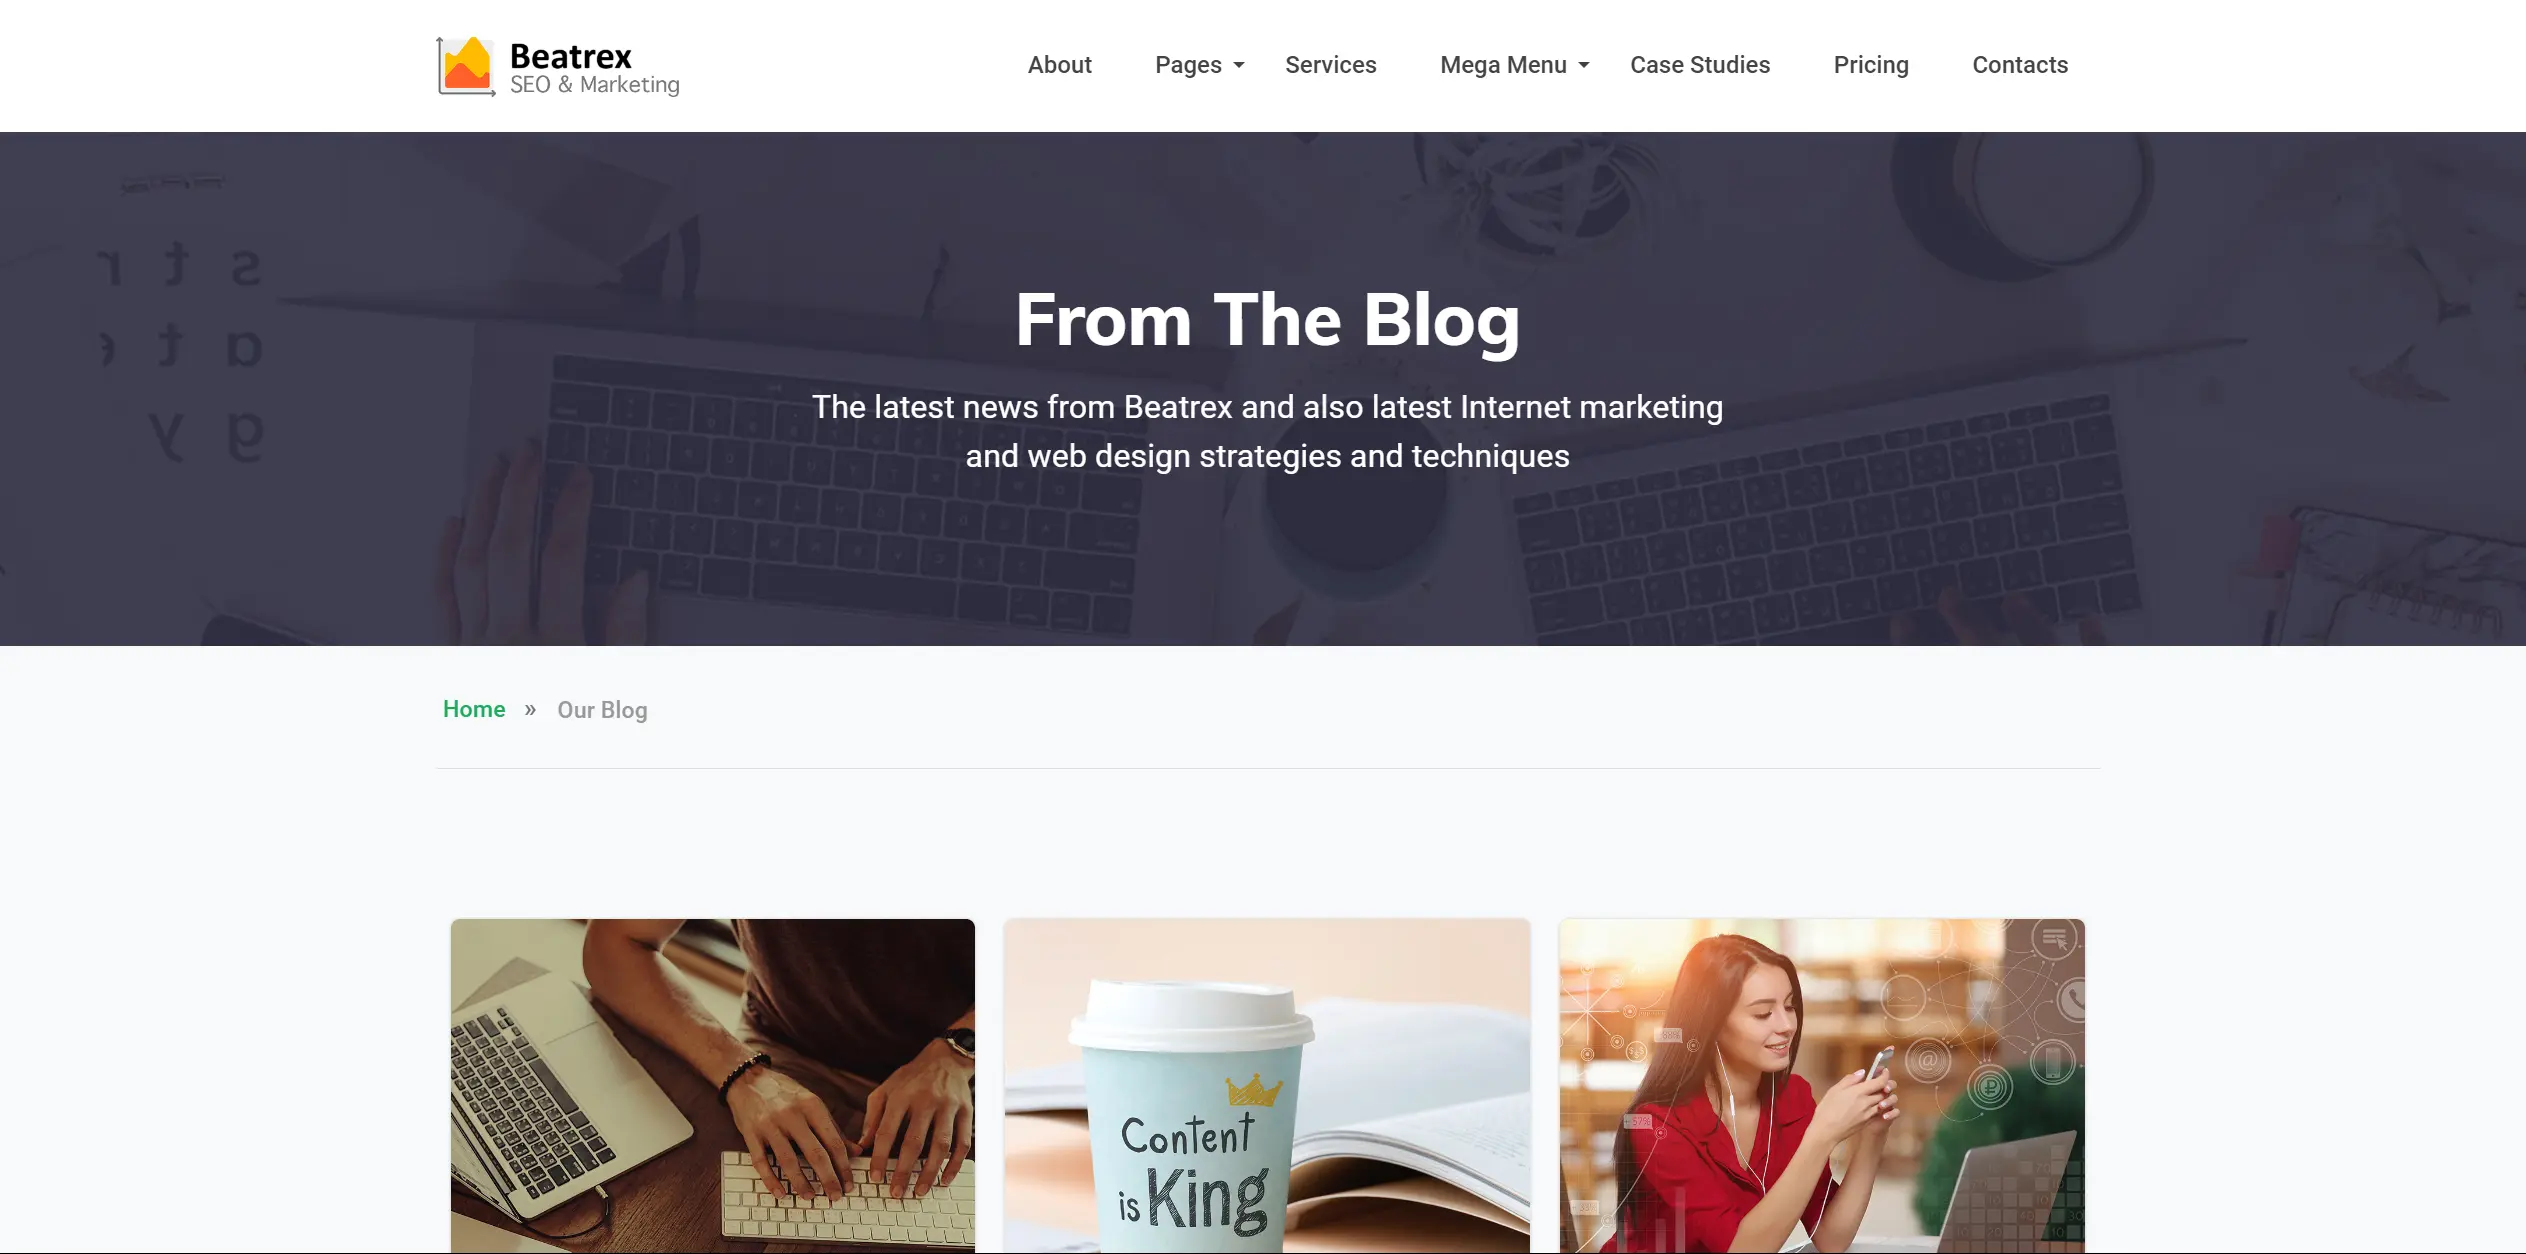 Beatrex
SEO & Marketing
About
Pages
Services
Mega Menu
Case Studies
Pricing
Contacts
s t r
a t e
g y
From The Blog
The latest news from Beatrex and also latest Internet marketing
and web design strategies and techniques
Home » Our Blog
Content
is King